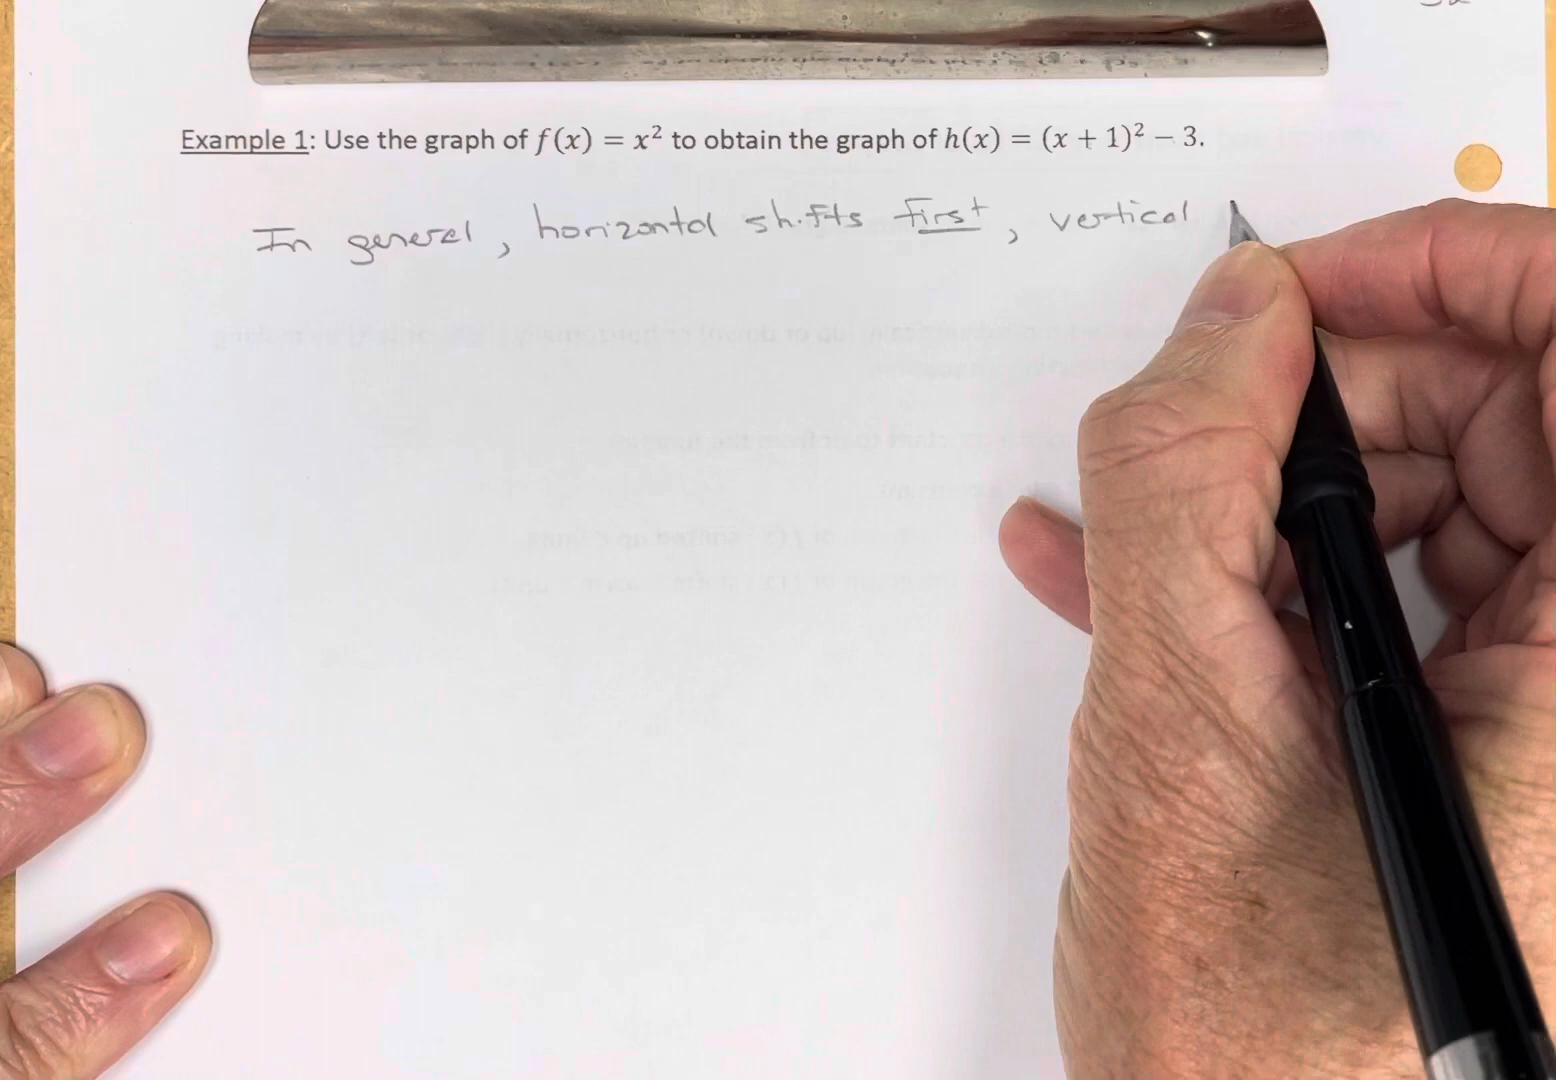 Example 1: Use the graph of f(x) = x² to obtain the graph of h(x) = (x + 1)² − 3.
In general, horizontal shifts first, vertical